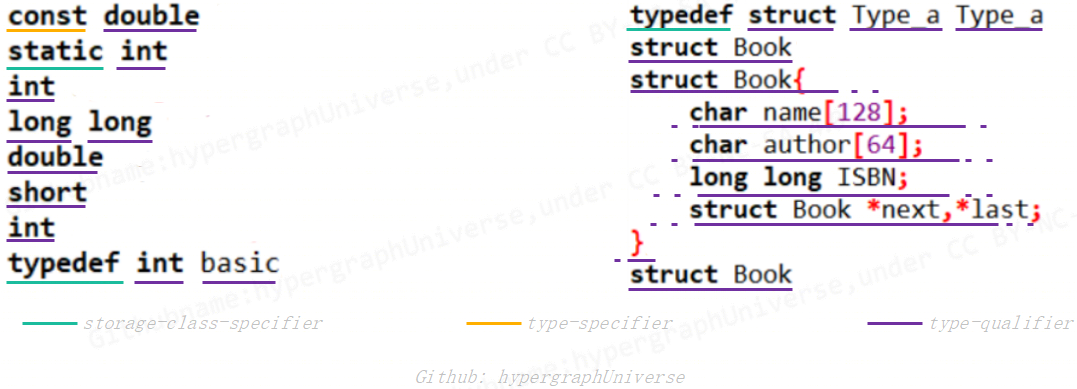 const double
static int
int
long long
double
short
int
typedef int basic
typedef struct Type_a Type_a
struct Book
struct Book{
char name[128];
char author[64];
long long ISBN;
struct Book *next,*last;
}
struct Book
storage-class-specifier
type-specifier
type-qualifier
Github: hypergraphUniverse